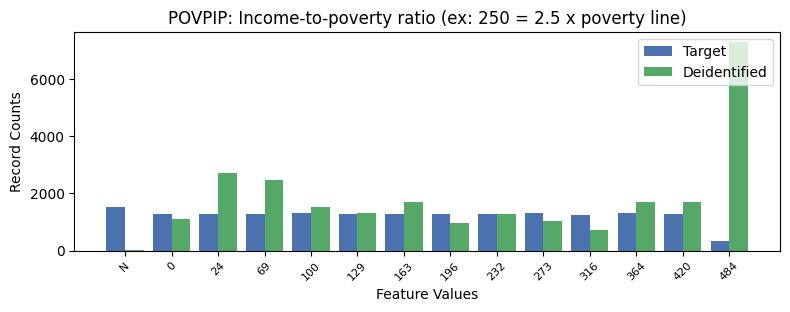 POVPIP: Income-to-poverty ratio (ex: 250 = 2.5 x poverty line)
Target
Deidentified
Record Counts
6000
4000
2000
0
N 0 24 69 100 129 163 196 232 273 316 364 420 484
Feature Values